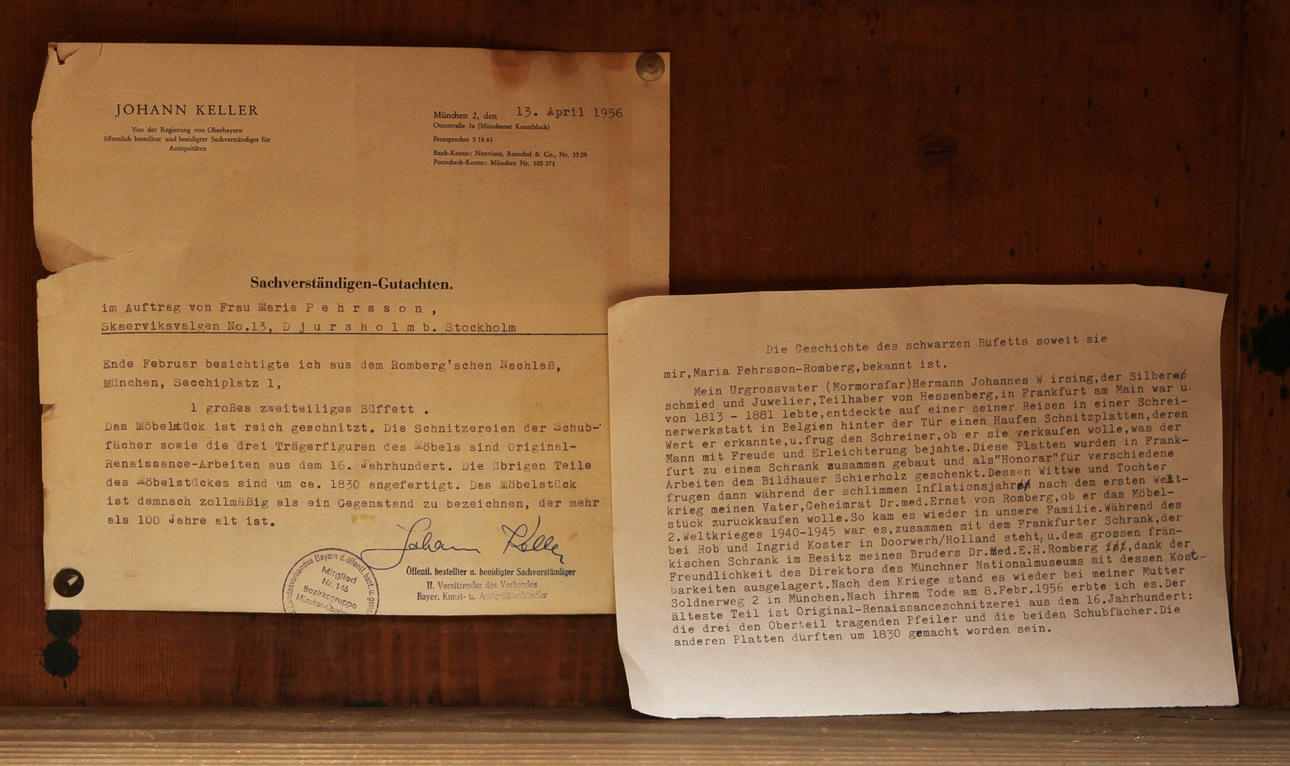 JOHANN KELLER
Von der Regierung von Oberbayern
öffentlich bestellter und beeidigter Sachverständiger für
Antiquitäten
München 2, den 13. April 1956
Ottostraße 3a (Münchener Kunstblock)
Fernsprecher 5 18 61
Bank-Konto: Neuvians, Reuschel & Co., Nr. 35 09
Postscheck-Konto: München Nr. 105 371
Sachverständigen-Gutachten.
im Auftrag von Frau Marie P e h r s s o n ,
Skaerviksvalgen No.13, D j u r s h o l m b. Stockholm
Ende Februar besichtigte ich aus dem Romberg'schen Nachlaß,
München, Secchiplatz 1,
1 großes zweiteiliges Büffett .
Das Möbelstück ist reich geschnitzt. Die Schnitzereien der Schub-
fächer sowie die drei Trägerfiguren des Möbels sind Original-
Renaissance-Arbeiten aus dem 16. Jahrhundert. Die übrigen Teile
des Möbelstückes sind um ca. 1830 angefertigt. Das Möbelstück
ist demnach zollmäßig als ein Gegenstand zu bezeichnen, der mehr
als 100 Jahre alt ist.
Johann Keller
Öffentl. bestellter u. beeidigter Sachverständiger
II. Vorsitzender des Verbandes
Bayer. Kunst- u. Antiquitätenhändler
Landesverbandes Bayern d. öffentl. best. u.
Mitglied
Nr. 145
Bezirksgruppe
Die Geschichte des schwarzen Büfetts soweit sie
mir,Maria Pehrsson-Romberg,bekannt ist.
Mein Urgrossvater (Mormorsfar)Hermann Johannes W irsing,der Silber
schmied und Juwelier,Teilhaber von Hessenberg,in Frankfurt am Main war u.
von 1813 - 1881 lebte,entdeckte auf einer seiner Reisen in einer Schrei-
nerwerkstatt in Belgien hinter der Tür einen Haufen Schnitzplatten,deren
Wert er erkannte,u.frug den Schreiner,ob er sie verkaufen wolle,was der
Mann mit Freude und Erleichterung bejahte.Diese Platten wurden in Frank-
furt zu einem Schrank zusammen gebaut und als"Honorar"für verschiedene
Arbeiten dem Bildhauer Schierholz geschenkt.Dessen Wittwe und Tochter
frugen dann während der schlimmen Inflationsjahre nach dem ersten Welt-
krieg meinen Vater,Geheimrat Dr.med.Ernst von Romberg,ob er das Möbel-
stück zurückkaufen wolle.So kam es wieder in unsere Familie.Während des
2.Weltkrieges 1940-1945 war es,zusammen mit dem Frankfurter Schrank,der
bei Rob und Ingrid Koster in Doorwerh/Holland steht,u.dem grossen frän-
kischen Schrank im Besitz meines Bruders Dr.med.E.H.Romberg ,dank der
Freundlichkeit des Direktors des Münchner Nationalmuseums mit dessen Kost-
barkeiten ausgelagert.Nach dem Kriege stand es wieder bei meiner Mutter
Soldnerweg 2 in München.Nach ihrem Tode am 8.Febr.1956 erbte ich es.Der
älteste Teil ist Original-Renaissanceschnitzerei aus dem 16.Jahrhundert:
die drei den Oberteil tragenden Pfeiler und die beiden Schubfächer.Die
anderen Platten dürften um 1830 gemacht worden sein.